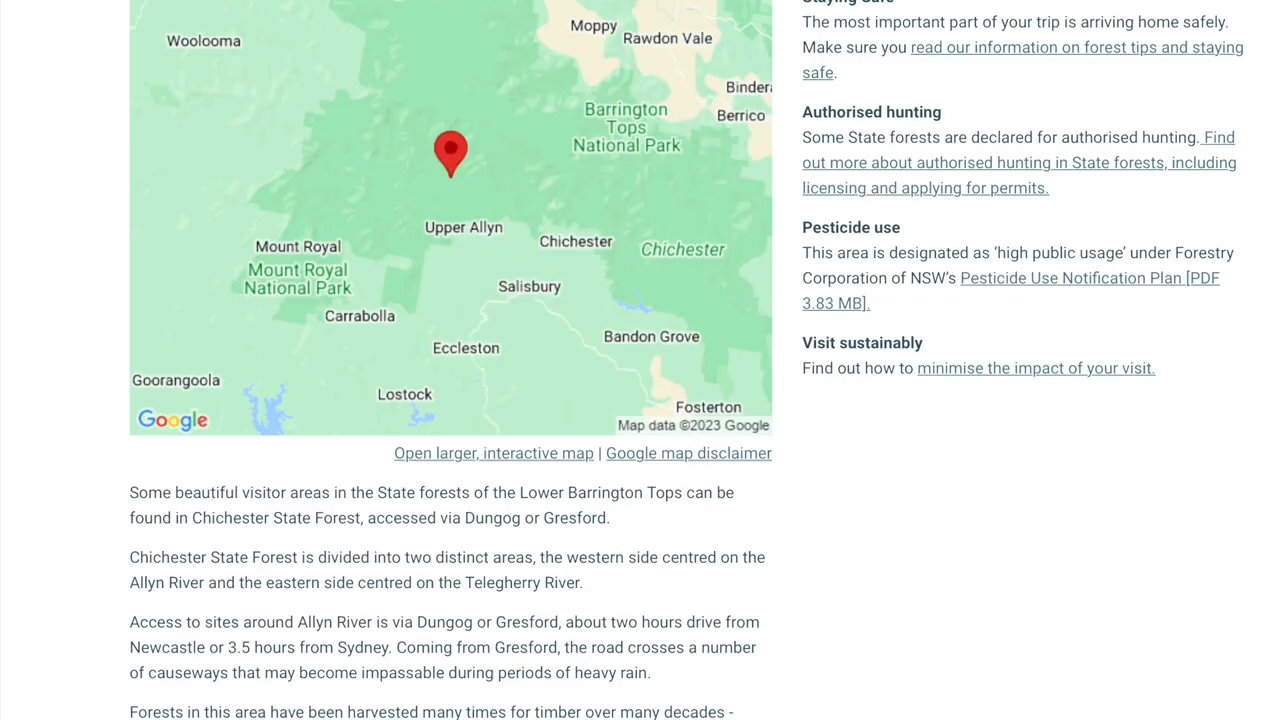 Moppy
Rawdon Vale
Woolooma
Barrington
Tops
National Park
Berrico
Upper Allyn
Chichester
Chichester
Mount Royal
Mount Royal
National Park
Salisbury
Carrabolla
Bandon Grove
Eccleston
Goorangoola
Lostock
Fosterton
Google
Map data ©2023 Google
Open larger, interactive map | Google map disclaimer
Some beautiful visitor areas in the State forests of the Lower Barrington Tops can be
found in Chichester State Forest, accessed via Dungog or Gresford.
Chichester State Forest is divided into two distinct areas, the western side centred on the
Allyn River and the eastern side centred on the Telegherry River.
Access to sites around Allyn River is via Dungog or Gresford, about two hours drive from
Newcastle or 3.5 hours from Sydney. Coming from Gresford, the road crosses a number
of causeways that may become impassable during periods of heavy rain.
Forests in this area have been harvested many times for timber over many decades -
Staying Safe
The most important part of your trip is arriving home safely.
Make sure you read our information on forest tips and staying
safe.
Authorised hunting
Some State forests are declared for authorised hunting. Find
out more about authorised hunting in State forests, including
licensing and applying for permits.
Pesticide use
This area is designated as ‘high public usage’ under Forestry
Corporation of NSW’s Pesticide Use Notification Plan [PDF
3.83 MB].
Visit sustainably
Find out how to minimise the impact of your visit.